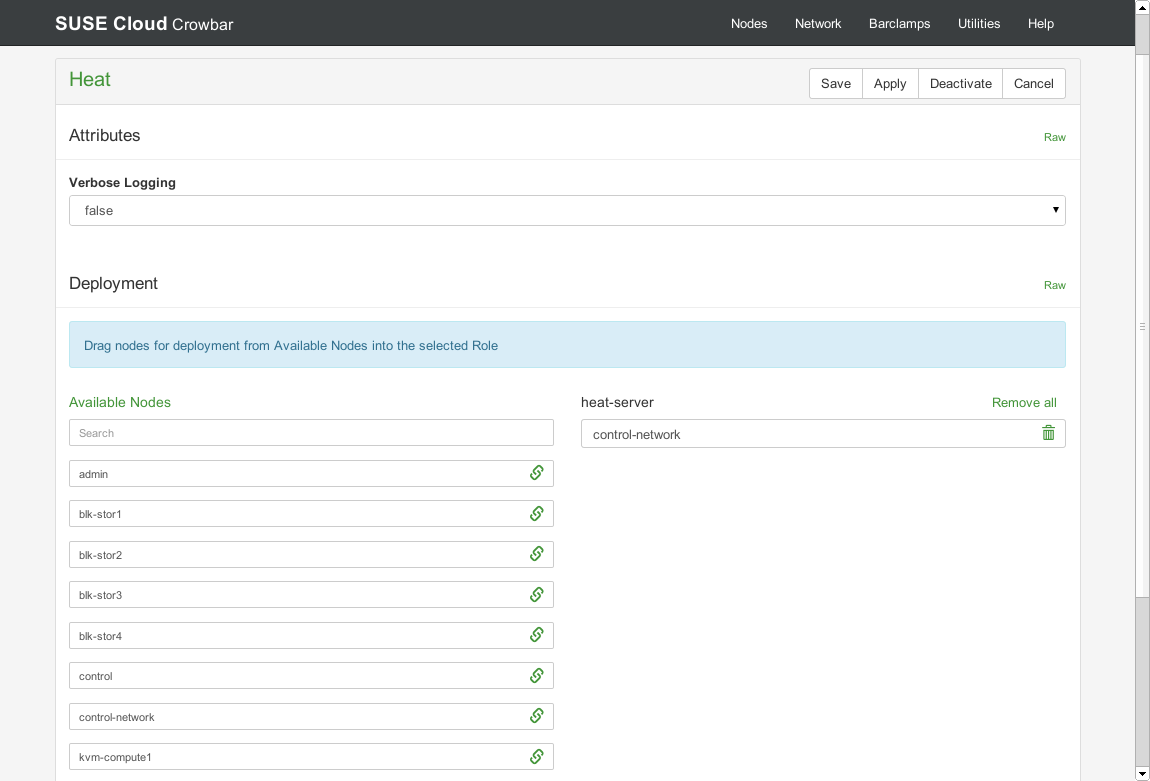 SUSE Cloud Crowbar Nodes Network Barclamps Utilities Help
Heat Save Apply Deactivate Cancel
Attributes Raw
Verbose Logging
false
Deployment Raw
Drag nodes for deployment from Available Nodes into the selected Role
Available Nodes heat-server Remove all
Search control-network
admin
blk-stor1
blk-stor2
blk-stor3
blk-stor4
control
control-network
kvm-compute1